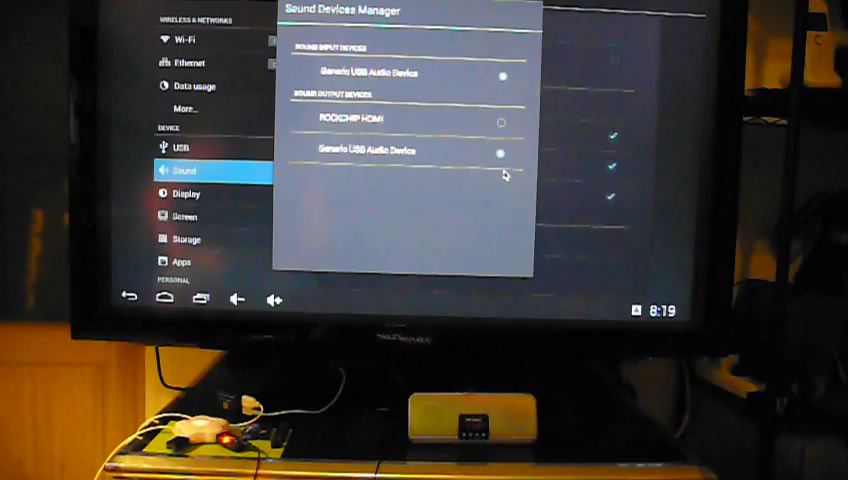 Sound Devices Manager
WIRELESS & NETWORKS
Wi-Fi
Ethernet
Data usage
More...
DEVICE
USB
Sound
Display
Screen
Storage
Apps
PERSONAL
SOUND INPUT DEVICES
Generic USB Audio Device
SOUND OUTPUT DEVICES
ROCKCHIP HDMI
Generic USB Audio Device
A 8:19